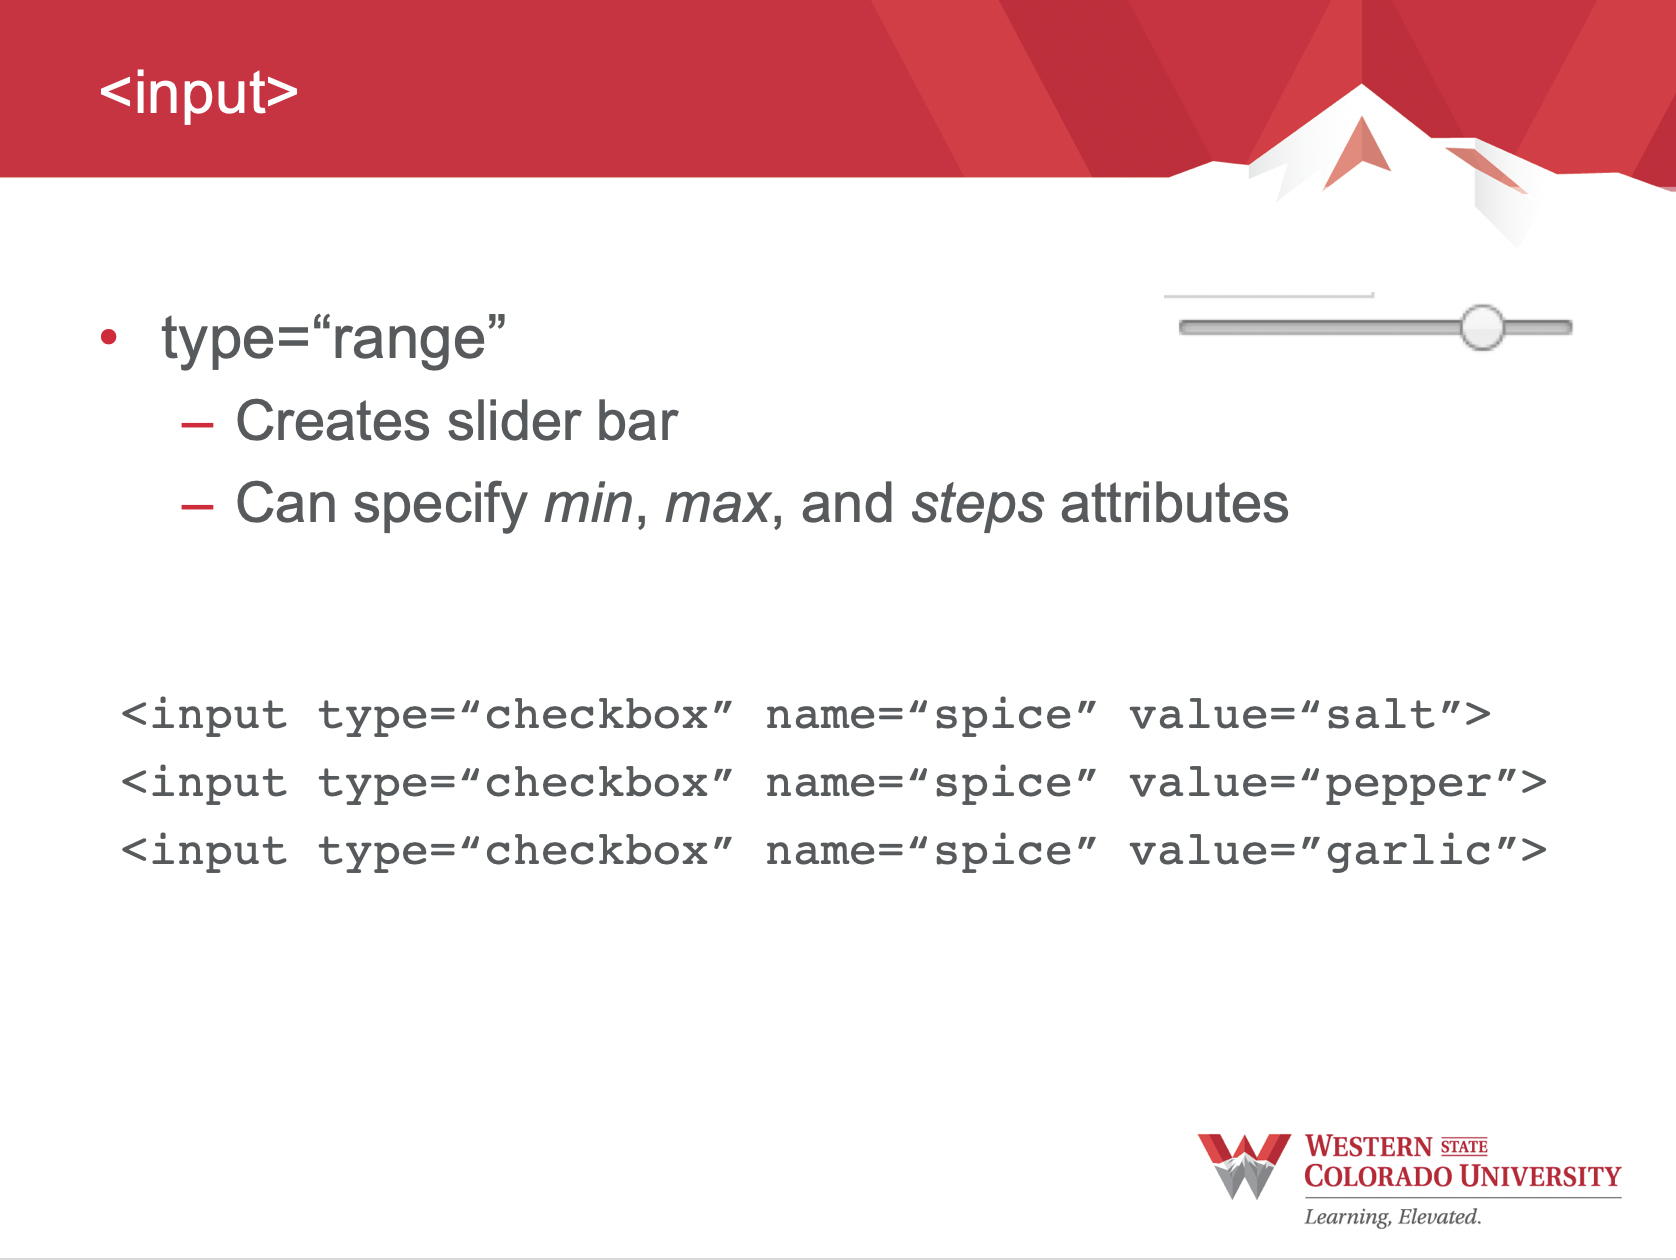 <input>
• type=“range”
– Creates slider bar
– Can specify min, max, and steps attributes
<input type=“checkbox” name=“spice” value=“salt”>
<input type=“checkbox” name=“spice” value=“pepper”>
<input type=“checkbox” name=“spice” value=”garlic”>
WESTERN STATE
COLORADO UNIVERSITY
Learning, Elevated.